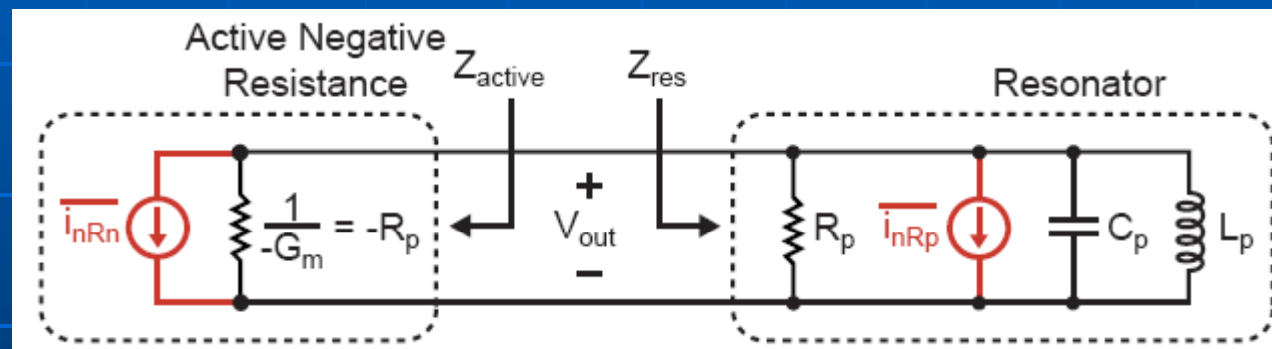 Active Negative
Resistance
Z_active
Z_res
Resonator
i_nRn
1/-G_m = -R_p
+
V_out
−
R_p
i_nRp
C_p
L_p